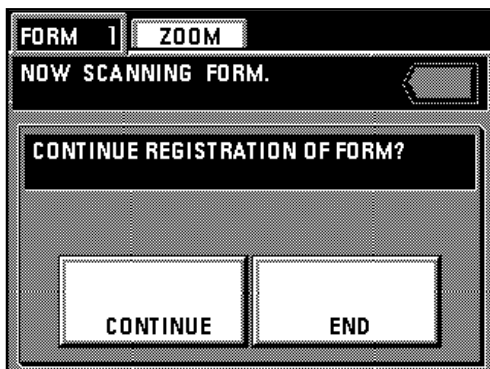 FORM 1 ZOOM
NOW SCANNING FORM.
CONTINUE REGISTRATION OF FORM?
CONTINUE END